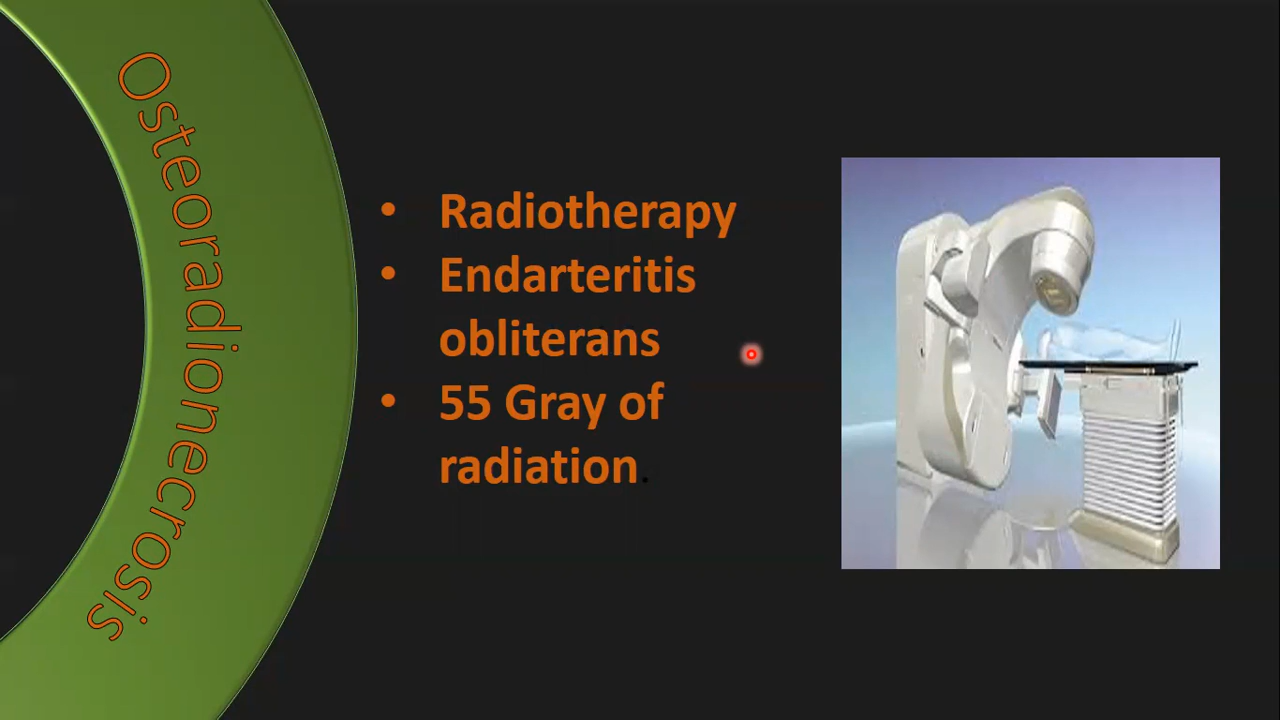 Osteoradionecrosis
• Radiotherapy
• Endarteritis
obliterans
• 55 Gray of
radiation.